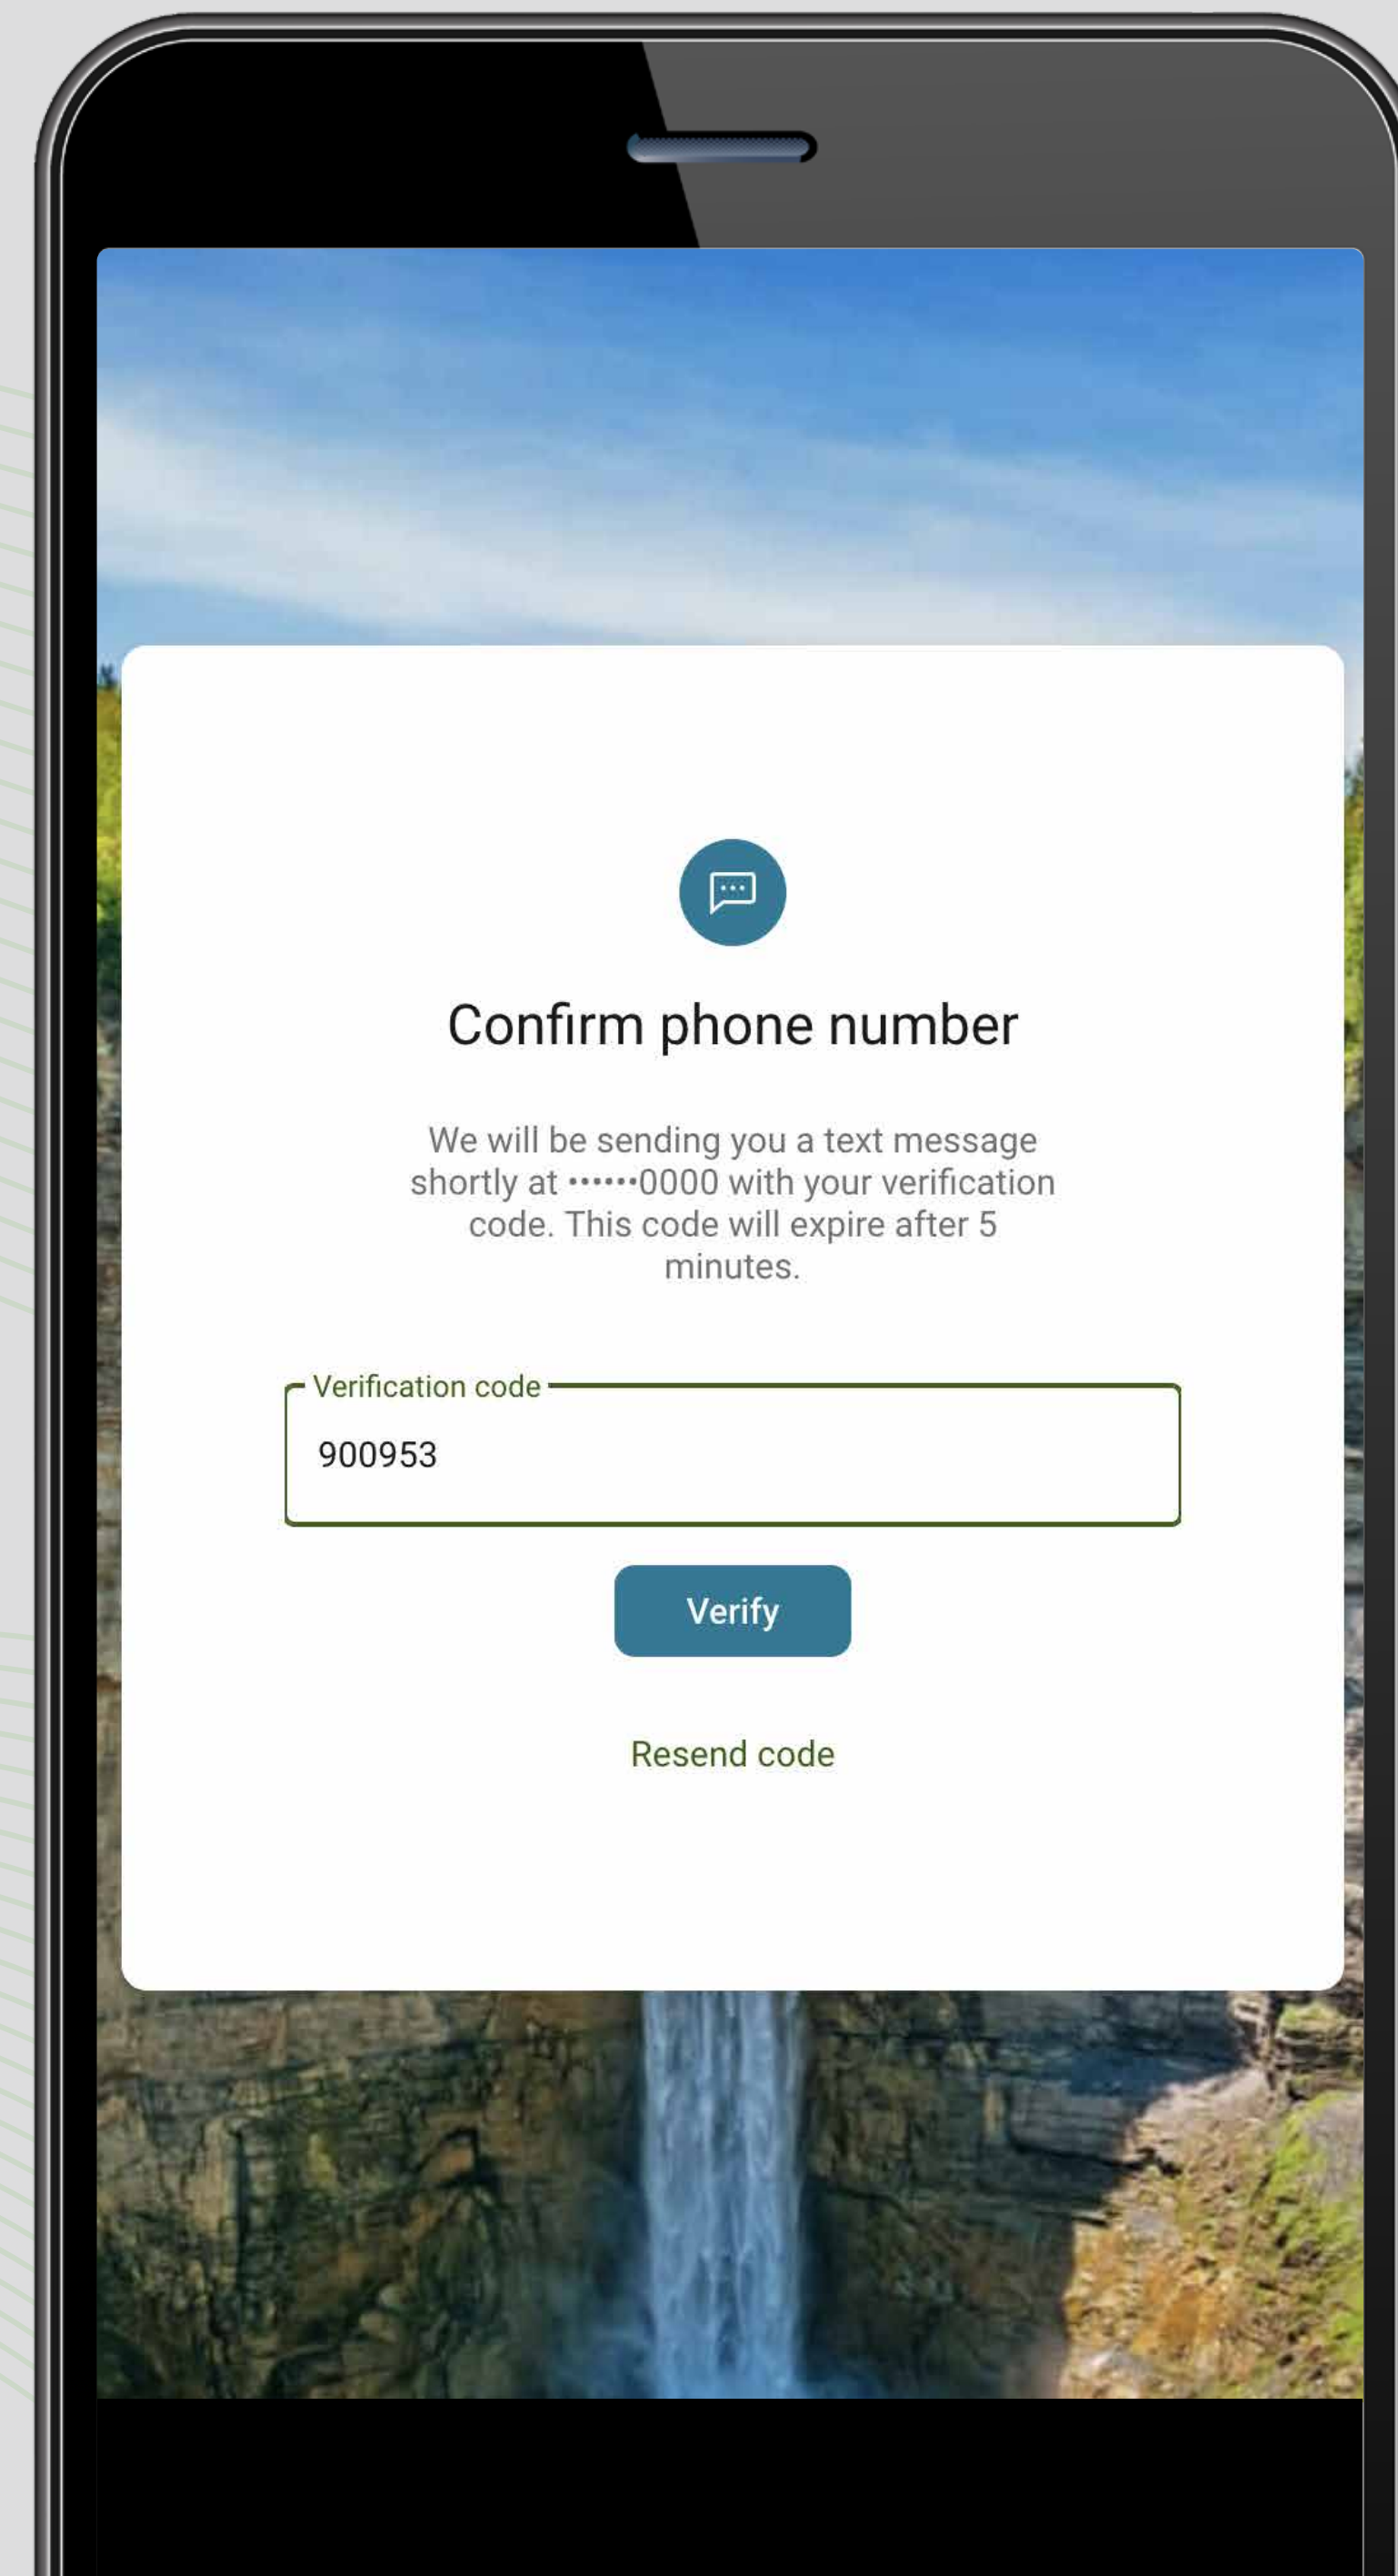 Confirm phone number
We will be sending you a text message
shortly at ••••••0000 with your verification
code. This code will expire after 5
minutes.
Verification code
900953
Verify
Resend code